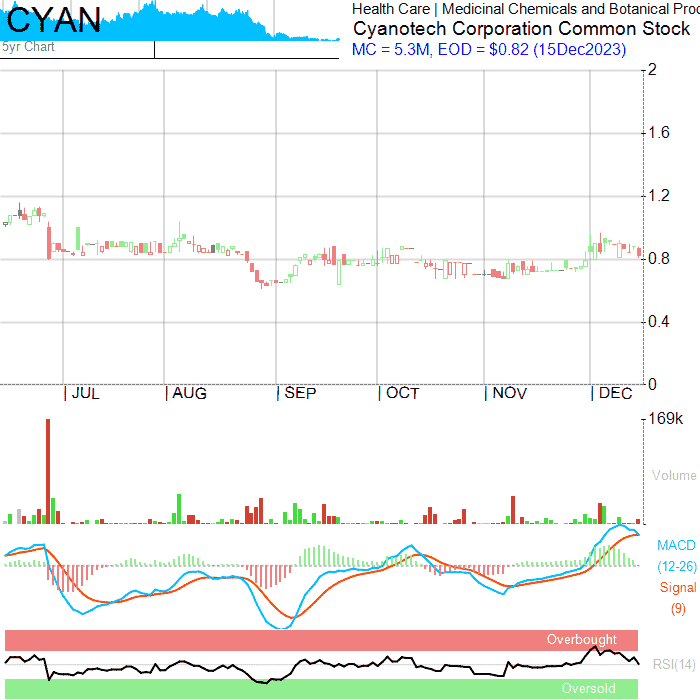 CYAN
5yr Chart
Health Care | Medicinal Chemicals and Botanical Prod
Cyanotech Corporation Common Stock
MC = 5.3M, EOD = $0.82 (15Dec2023)
2
1.6
1.2
0.8
0.4
0
JUL AUG SEP OCT NOV DEC
169k
Volume
MACD
(12-26)
Signal
(9)
Overbought
RSI(14)
Oversold